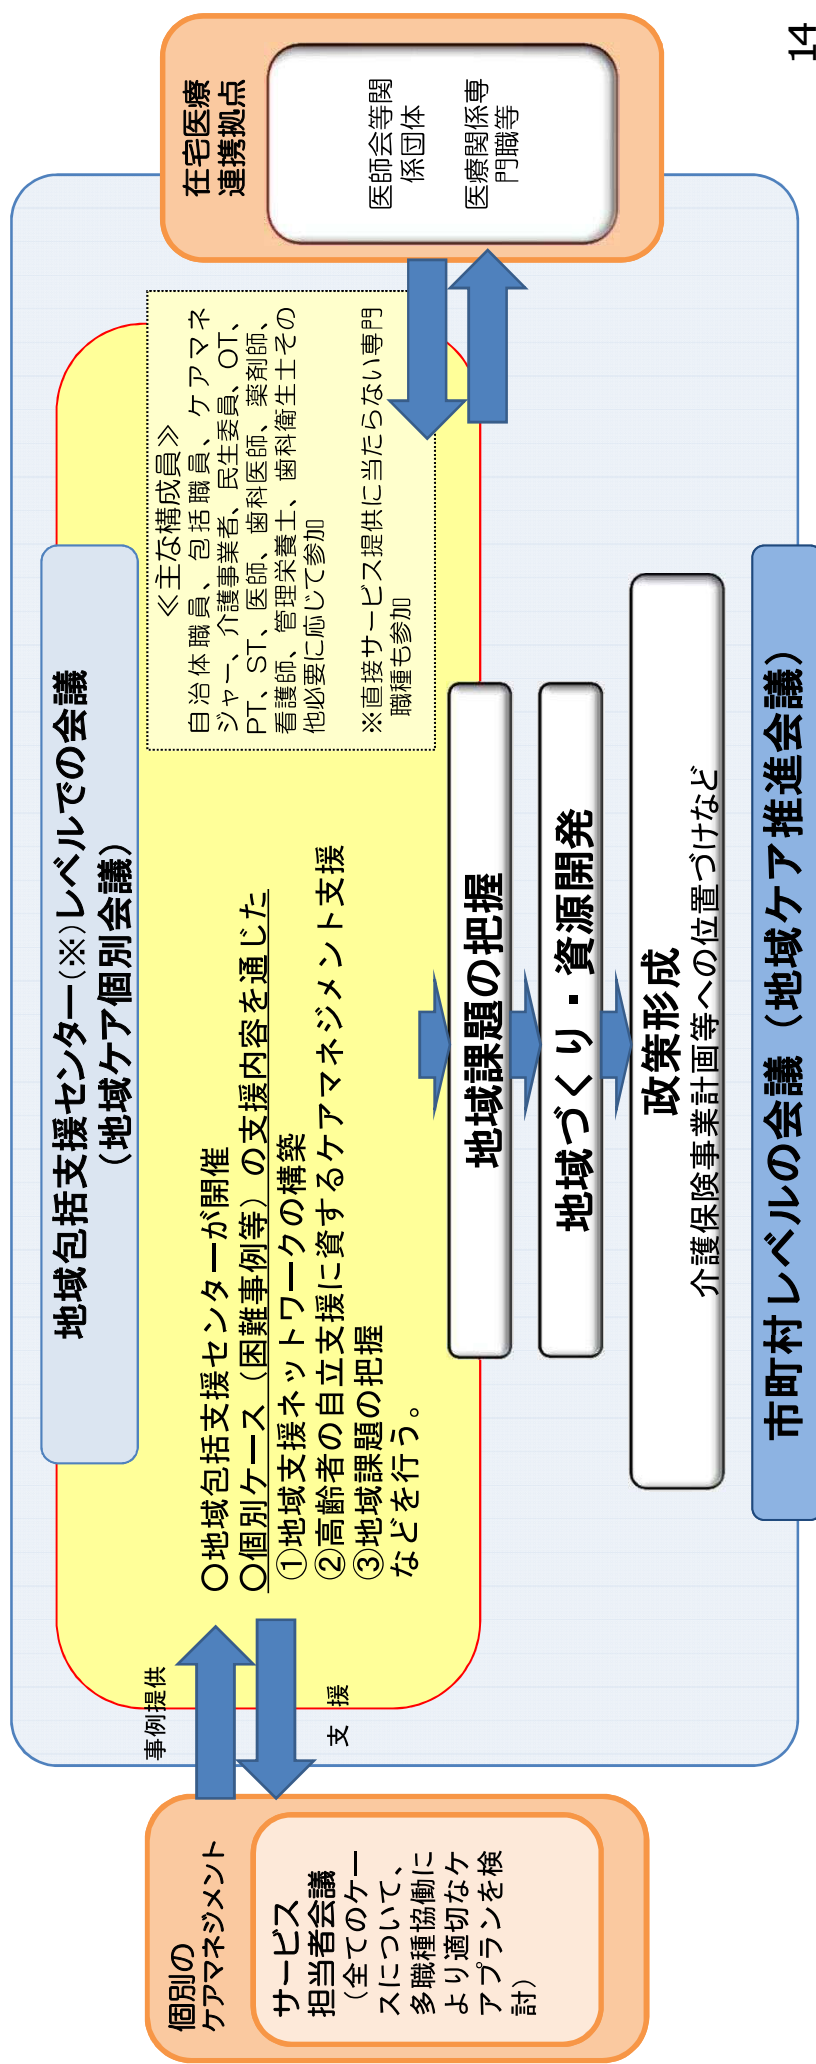 地域包括支援センター(※)レベルでの会議
（地域ケア個別会議）
個別の
ケアマネジメント
サービス
担当者会議
（全てのケー
スについて、
多職種協働に
より適切なケ
アプランを検
討）
事例提供
支　援
〇地域包括支援センターが開催
〇個別ケース（困難事例等）の支援内容を通じた
①地域支援ネットワークの構築
②高齢者の自立支援に資するケアマネジメント支援
③地域課題の把握
などを行う。
≪主な構成員≫
自治体職員、包括職員、ケアマネ
ジャー、介護事業者、民生委員、OT、
PT、ST、医師、歯科医師、薬剤師、
看護師、管理栄養士、歯科衛生士その
他必要に応じて参加
※直接サービス提供に当たらない専門
職種も参加
在宅医療
連携拠点
医師会等関
係団体
医療関係専
門職等
地域課題の把握
地域づくり・資源開発
政策形成
介護保険事業計画等への位置づけなど
市町村レベルの会議（地域ケア推進会議）
14